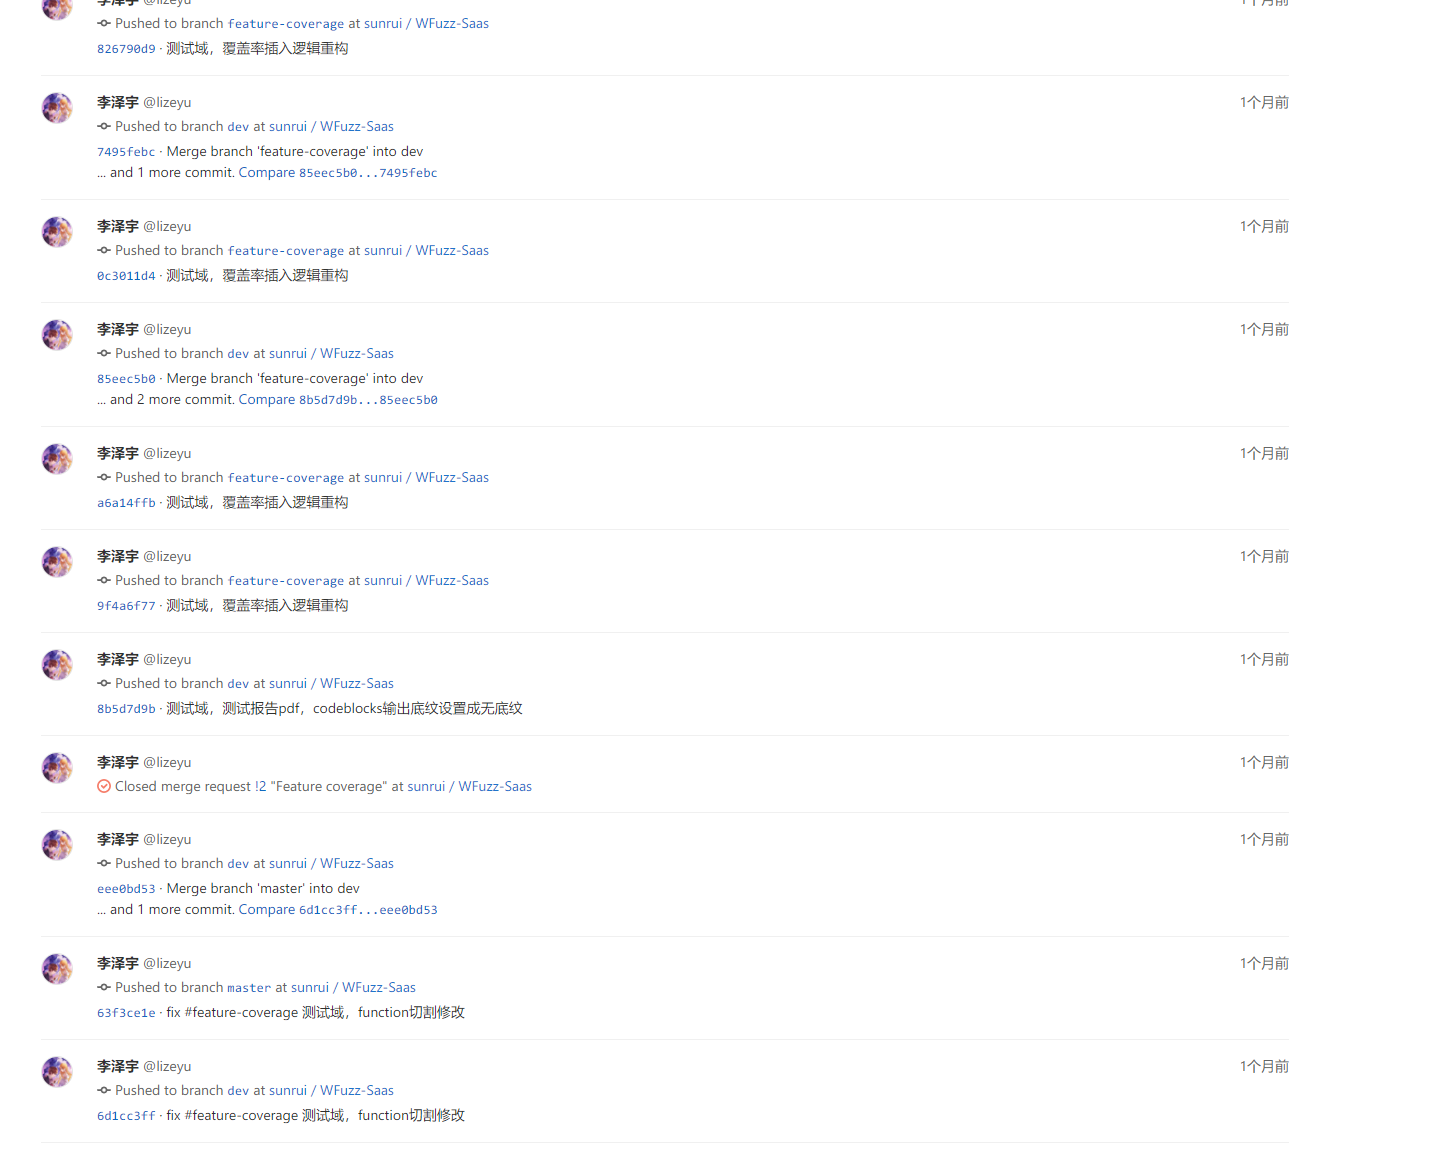 李泽宇 @lizeyu 1个月前
Pushed to branch feature-coverage at sunrui / WFuzz-Saas
826790d9 · 测试域，覆盖率插入逻辑重构
李泽宇 @lizeyu 1个月前
Pushed to branch dev at sunrui / WFuzz-Saas
7495febc · Merge branch 'feature-coverage' into dev
... and 1 more commit. Compare 85eec5b0...7495febc
李泽宇 @lizeyu 1个月前
Pushed to branch feature-coverage at sunrui / WFuzz-Saas
0c3011d4 · 测试域，覆盖率插入逻辑重构
李泽宇 @lizeyu 1个月前
Pushed to branch dev at sunrui / WFuzz-Saas
85eec5b0 · Merge branch 'feature-coverage' into dev
... and 2 more commit. Compare 8b5d7d9b...85eec5b0
李泽宇 @lizeyu 1个月前
Pushed to branch feature-coverage at sunrui / WFuzz-Saas
a6a14ffb · 测试域，覆盖率插入逻辑重构
李泽宇 @lizeyu 1个月前
Pushed to branch feature-coverage at sunrui / WFuzz-Saas
9f4a6f77 · 测试域，覆盖率插入逻辑重构
李泽宇 @lizeyu 1个月前
Pushed to branch dev at sunrui / WFuzz-Saas
8b5d7d9b · 测试域，测试报告pdf，codeblocks输出底纹设置成无底纹
李泽宇 @lizeyu 1个月前
Closed merge request !2 "Feature coverage" at sunrui / WFuzz-Saas
李泽宇 @lizeyu 1个月前
Pushed to branch dev at sunrui / WFuzz-Saas
eee0bd53 · Merge branch 'master' into dev
... and 1 more commit. Compare 6d1cc3ff...eee0bd53
李泽宇 @lizeyu 1个月前
Pushed to branch master at sunrui / WFuzz-Saas
63f3ce1e · fix #feature-coverage 测试域，function切割修改
李泽宇 @lizeyu 1个月前
Pushed to branch dev at sunrui / WFuzz-Saas
6d1cc3ff · fix #feature-coverage 测试域，function切割修改